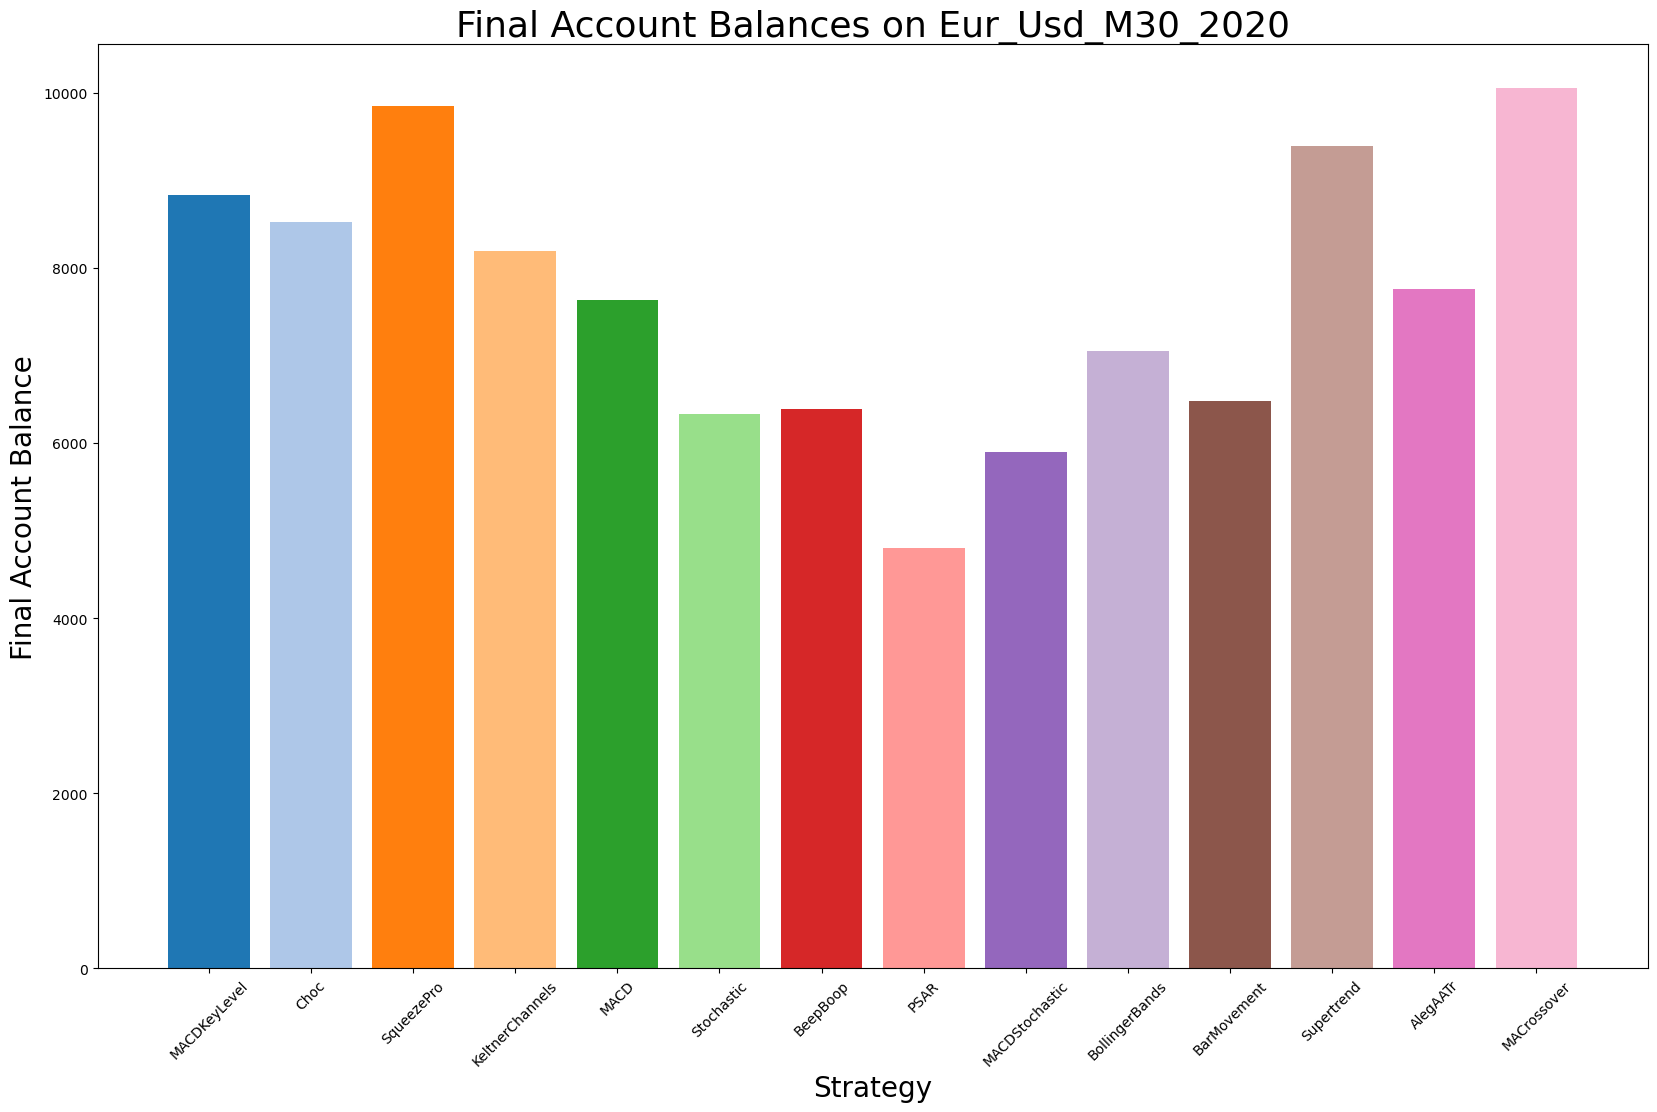 Final Account Balances on Eur_Usd_M30_2020
Final Account Balance
10000
8000
6000
4000
2000
0
MACDKeyLevel
Choc
SqueezePro
KeltnerChannels
MACD
Stochastic
BeepBoop
PSAR
MACDStochastic
BollingerBands
BarMovement
Supertrend
AlegAATr
MACrossover
Strategy